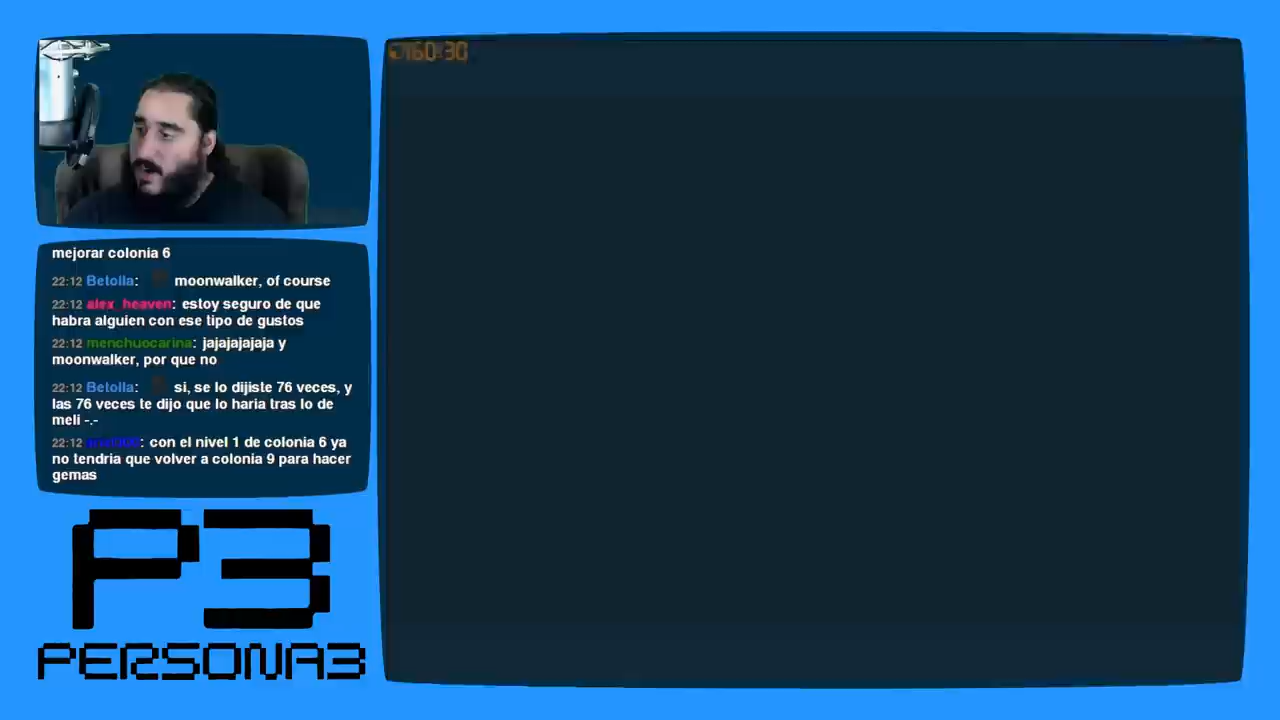 60:30
mejorar colonia 6
22:12 Betolla: moonwalker, of course
22:12 alex_heaven: estoy seguro de que
habra alguien con ese tipo de gustos
22:12 menchuocarina: jajajajajaja y
moonwalker, por que no
22:12 Betolla: si, se lo dijiste 76 veces, y
las 76 veces te dijo que lo haria tras lo de
meli -.-
22:12 : con el nivel 1 de colonia 6 ya
no tendria que volver a colonia 9 para hacer
gemas
P3
PERSONA3